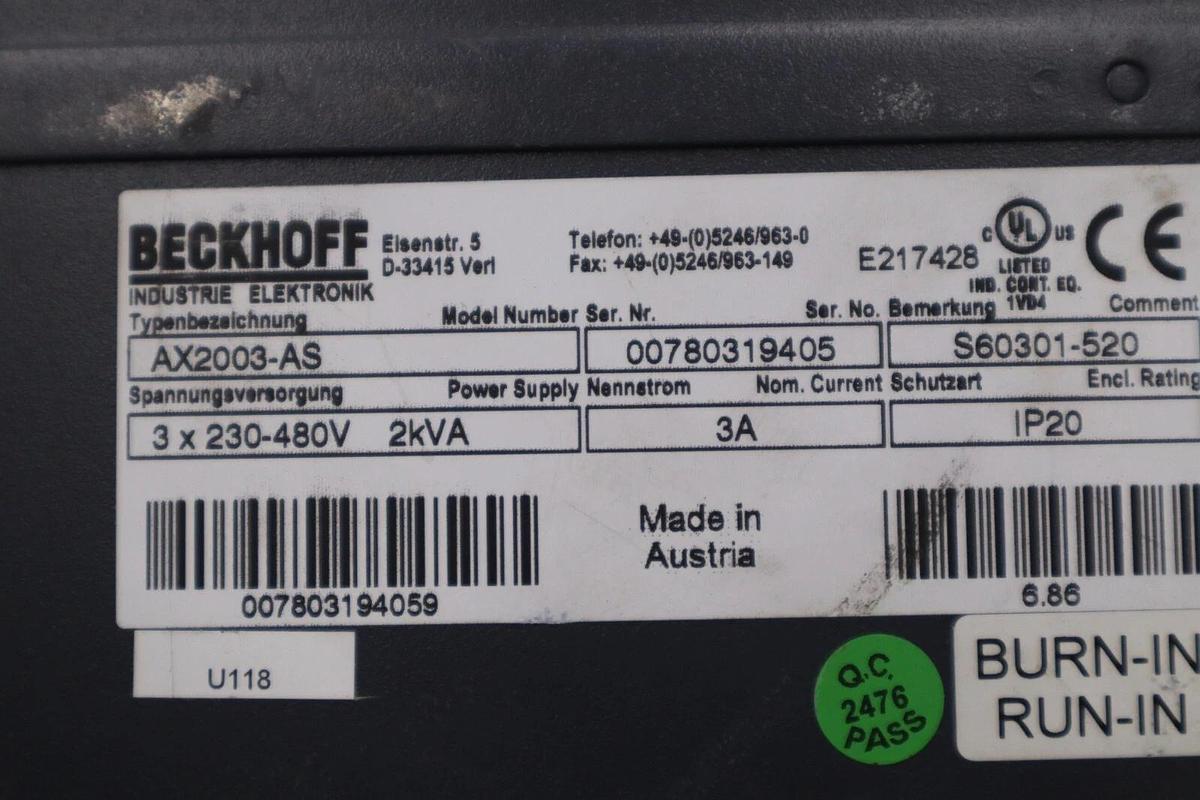 BECKHOFF
INDUSTRIE ELEKTRONIK
Eisenstr. 5
D-33415 Verl
Telefon: +49-(0)5246/963-0
Fax: +49-(0)5246/963-149
E217428
C UL US
LISTED
IND. CONT. EQ.
1VD4
CE
Typenbezeichnung Model Number Ser. Nr. Ser. No. Bemerkung Comment
AX2003-AS 00780319405 S60301-520
Spannungsversorgung Power Supply Nennstrom Nom. Current Schutzart Encl. Rating
3 x 230-480V 2kVA 3A IP20
Made in
Austria
007803194059
6.86
U118
Q.C.
2476
PASS
BURN-IN
RUN-IN